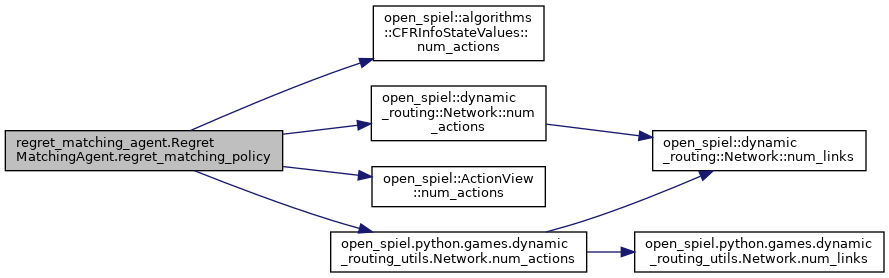 regret_matching_agent.Regret
MatchingAgent.regret_matching_policy
open_spiel::algorithms
::CFRInfoStateValues::
num_actions
open_spiel::dynamic
_routing::Network::num
_actions
open_spiel::ActionView
::num_actions
open_spiel.python.games.dynamic
_routing_utils.Network.num_actions
open_spiel::dynamic
_routing::Network::num_links
open_spiel.python.games.dynamic
_routing_utils.Network.num_links